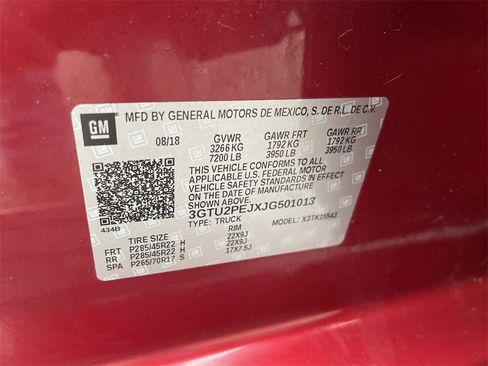 MFD BY GENERAL MOTORS DE MEXICO, S. DE R.L. DE C.V.
GM
08/18 GVWR GAWR FRT GAWR RR
3266 KG 1792 KG 1792 KG
7200 LB 3950 LB 3950 LB
THIS VEHICLE CONFORMS TO ALL
APPLICABLE U.S. FEDERAL MOTOR
VEHICLE SAFETY STANDARDS IN EFFECT
ON THE DATE OF MANUFACTURE
SHOWN ABOVE.
3GTU2PEJXJG501013
434B
TYPE: TRUCK MODEL: X3TK15543
TIRE SIZE RIM
FRT P285/45R22 H 22X9J
RR P285/45R22 H 22X9J
SPA P265/70R17 S 17X7.5J